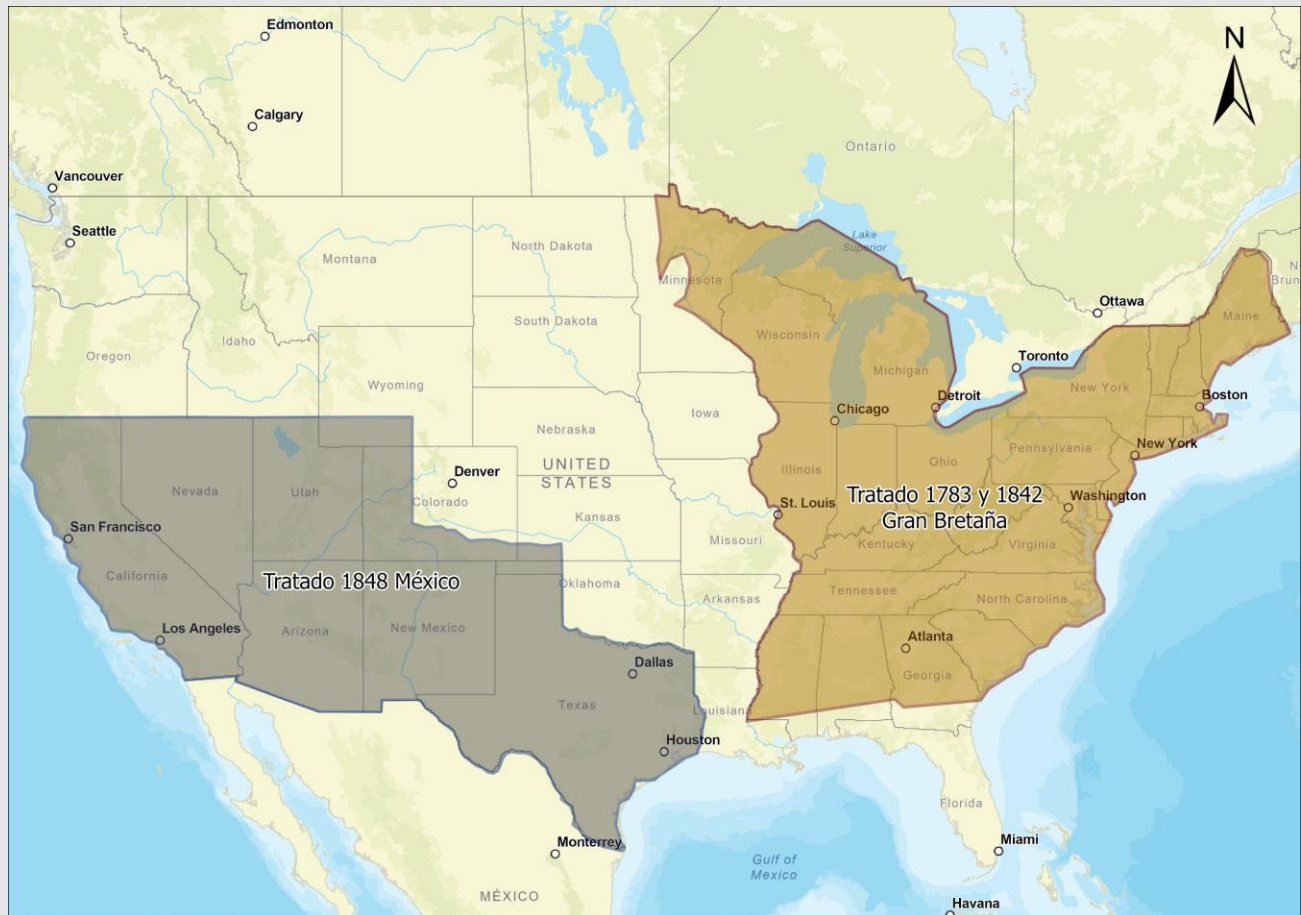 Edmonton
N
Calgary
Ontario
Vancouver
Seattle
Lake
Superior
North Dakota
Montana
Minnesota
N
Brun
Ottawa
South Dakota
Maine
Wisconsin
Oregon
Idaho
Toronto
Michigan
Wyoming
New York
Detroit
Boston
Chicago
Iowa
Nebraska
New York
Pennsylvania
UNITED
STATES
Illinois
Ohio
Denver
Nevada
Utah
Colorado
Tratado 1783 y 1842
Gran Bretaña
Washington
St. Louis
Kansas
San Francisco
Missouri
Kentucky
Virginia
California
Tratado 1848 México
Oklahoma
Tennessee
Arkansas
North Carolina
Los Angeles
Arizona
New Mexico
Atlanta
Dallas
Georgia
Texas
Louisiana
Houston
Florida
Monterrey
Miami
Gulf of
Mexico
MÉXICO
Havana